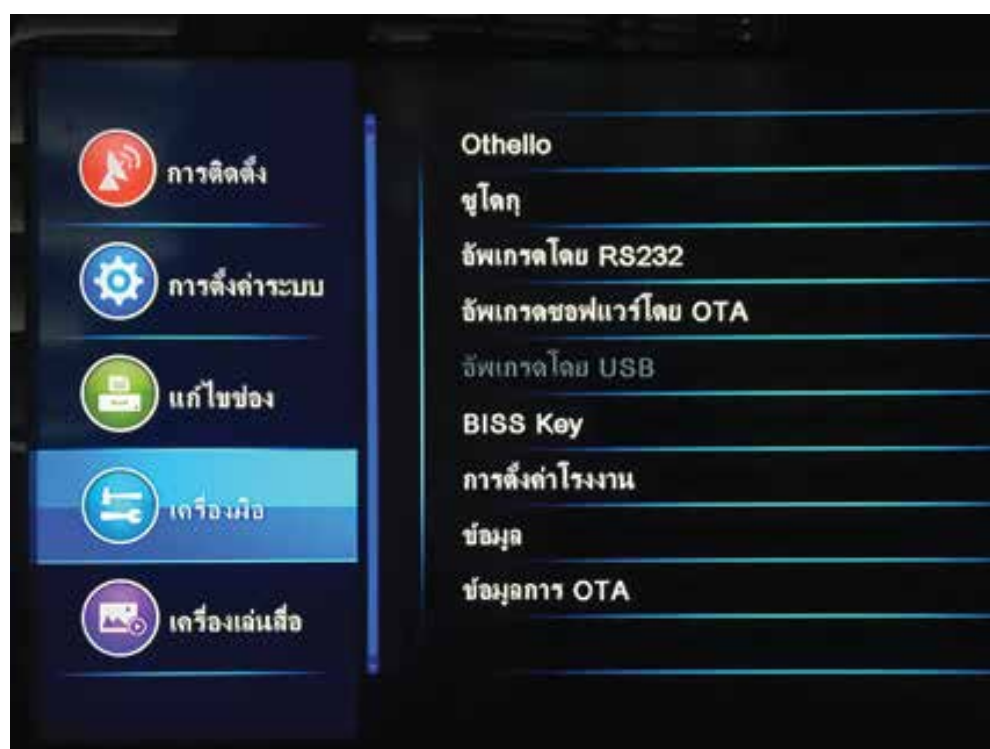 การติดตั้ง
การตั้งค่าระบบ
แก้ไขช่อง
เครื่องมือ
เครื่องเล่นสื่อ
Othello
ซูโดกุ
อัพเกรดโดย RS232
อัพเกรดซอฟแวร์โดย OTA
อัพเกรดโดย USB
BISS Key
การตั้งค่าโรงงาน
ข้อมูล
ข้อมูลการ OTA